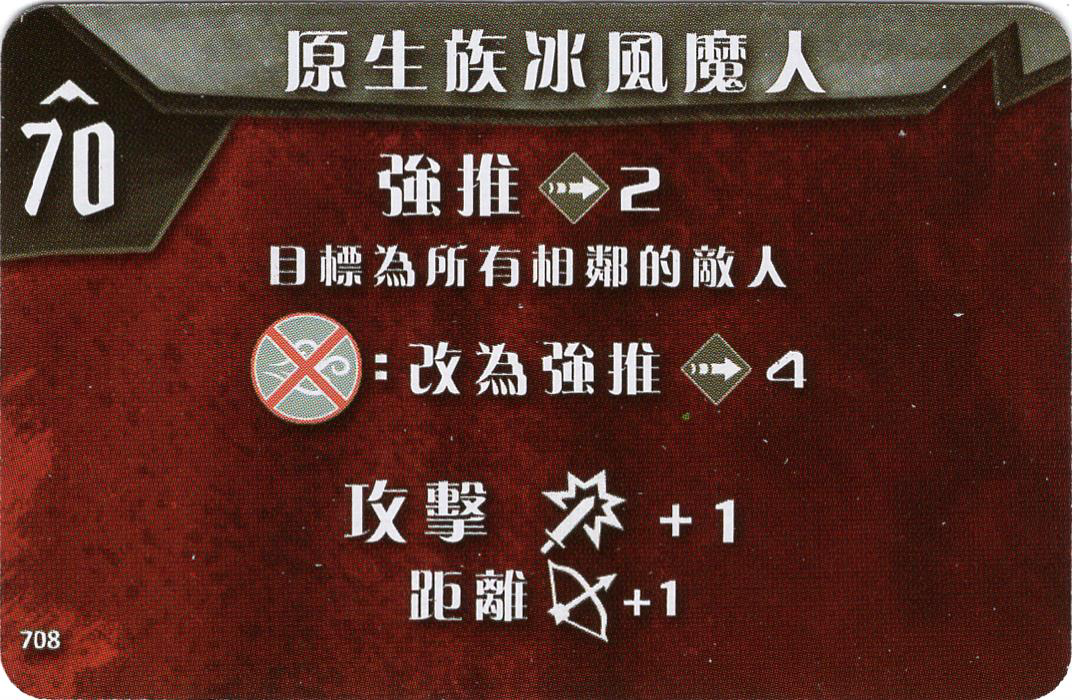 原生族冰風魔人
70
強推 2
目標為所有相鄰的敵人
:改為強推 4
攻擊 +1
距離 +1
708